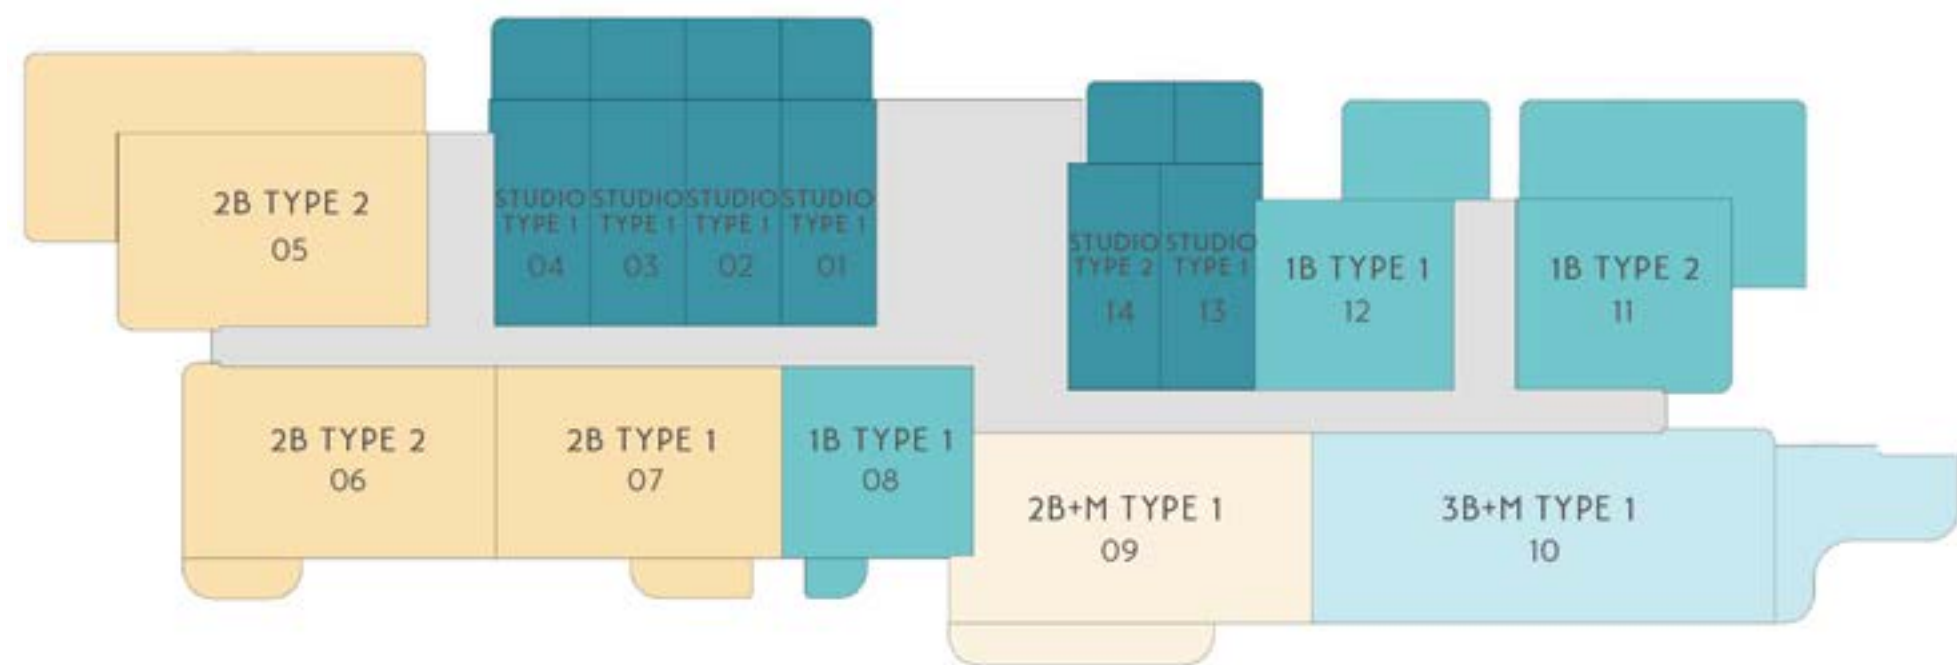 2B TYPE 2
05
STUDIO
TYPE 1
04
STUDIO
TYPE 1
03
STUDIO
TYPE 1
02
STUDIO
TYPE 1
01
STUDIO
TYPE 2
14
STUDIO
TYPE 1
13
1B TYPE 1
12
1B TYPE 2
11
2B TYPE 2
06
2B TYPE 1
07
1B TYPE 1
08
2B+M TYPE 1
09
3B+M TYPE 1
10